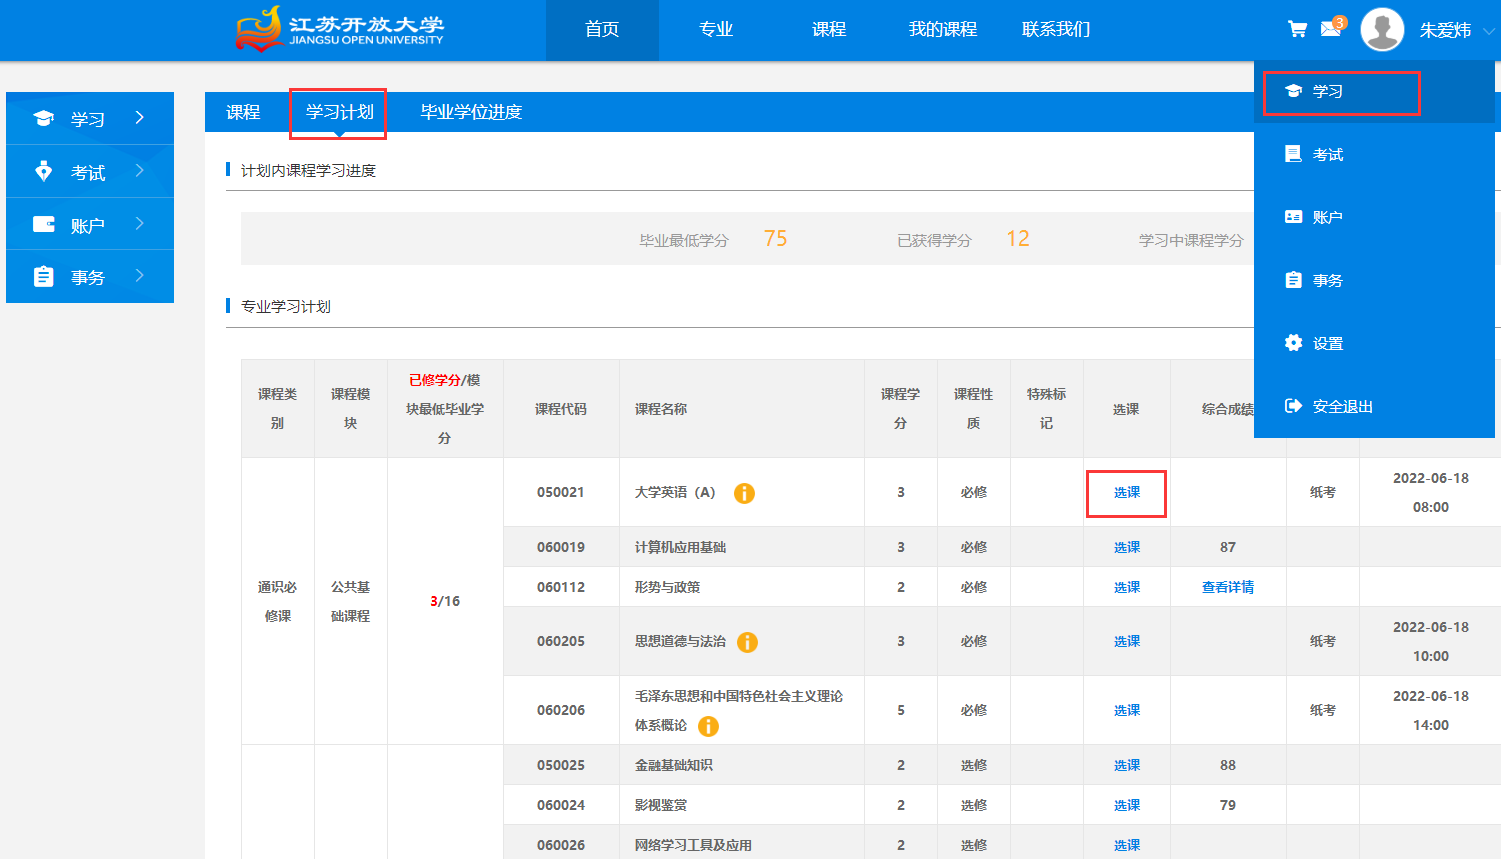 江苏开放大学
JIANGSU OPEN UNIVERSITY
首页 专业 课程 我的课程 联系我们 3 朱爱炜
学习
考试
账户
事务
课程 学习计划 毕业学位进度
学习
考试
账户
事务
设置
安全退出
计划内课程学习进度
毕业最低学分 75 已获得学分 12 学习中课程学分
专业学习计划
课程类别 课程模块 已修学分/模块最低毕业学分 课程代码 课程名称 课程学分 课程性质 特殊标记 选课 综合成绩
通识必修课 公共基础课程 3/16
050021 大学英语（A） 3 必修 选课 纸考 2022-06-18 08:00
060019 计算机应用基础 3 必修 选课 87
060112 形势与政策 2 必修 选课 查看详情
060205 思想道德与法治 3 必修 选课 纸考 2022-06-18 10:00
060206 毛泽东思想和中国特色社会主义理论体系概论 5 必修 选课 纸考 2022-06-18 14:00
050025 金融基础知识 2 选修 选课 88
060024 影视鉴赏 2 选修 选课 79
060026 网络学习工具及应用 2 选修 选课